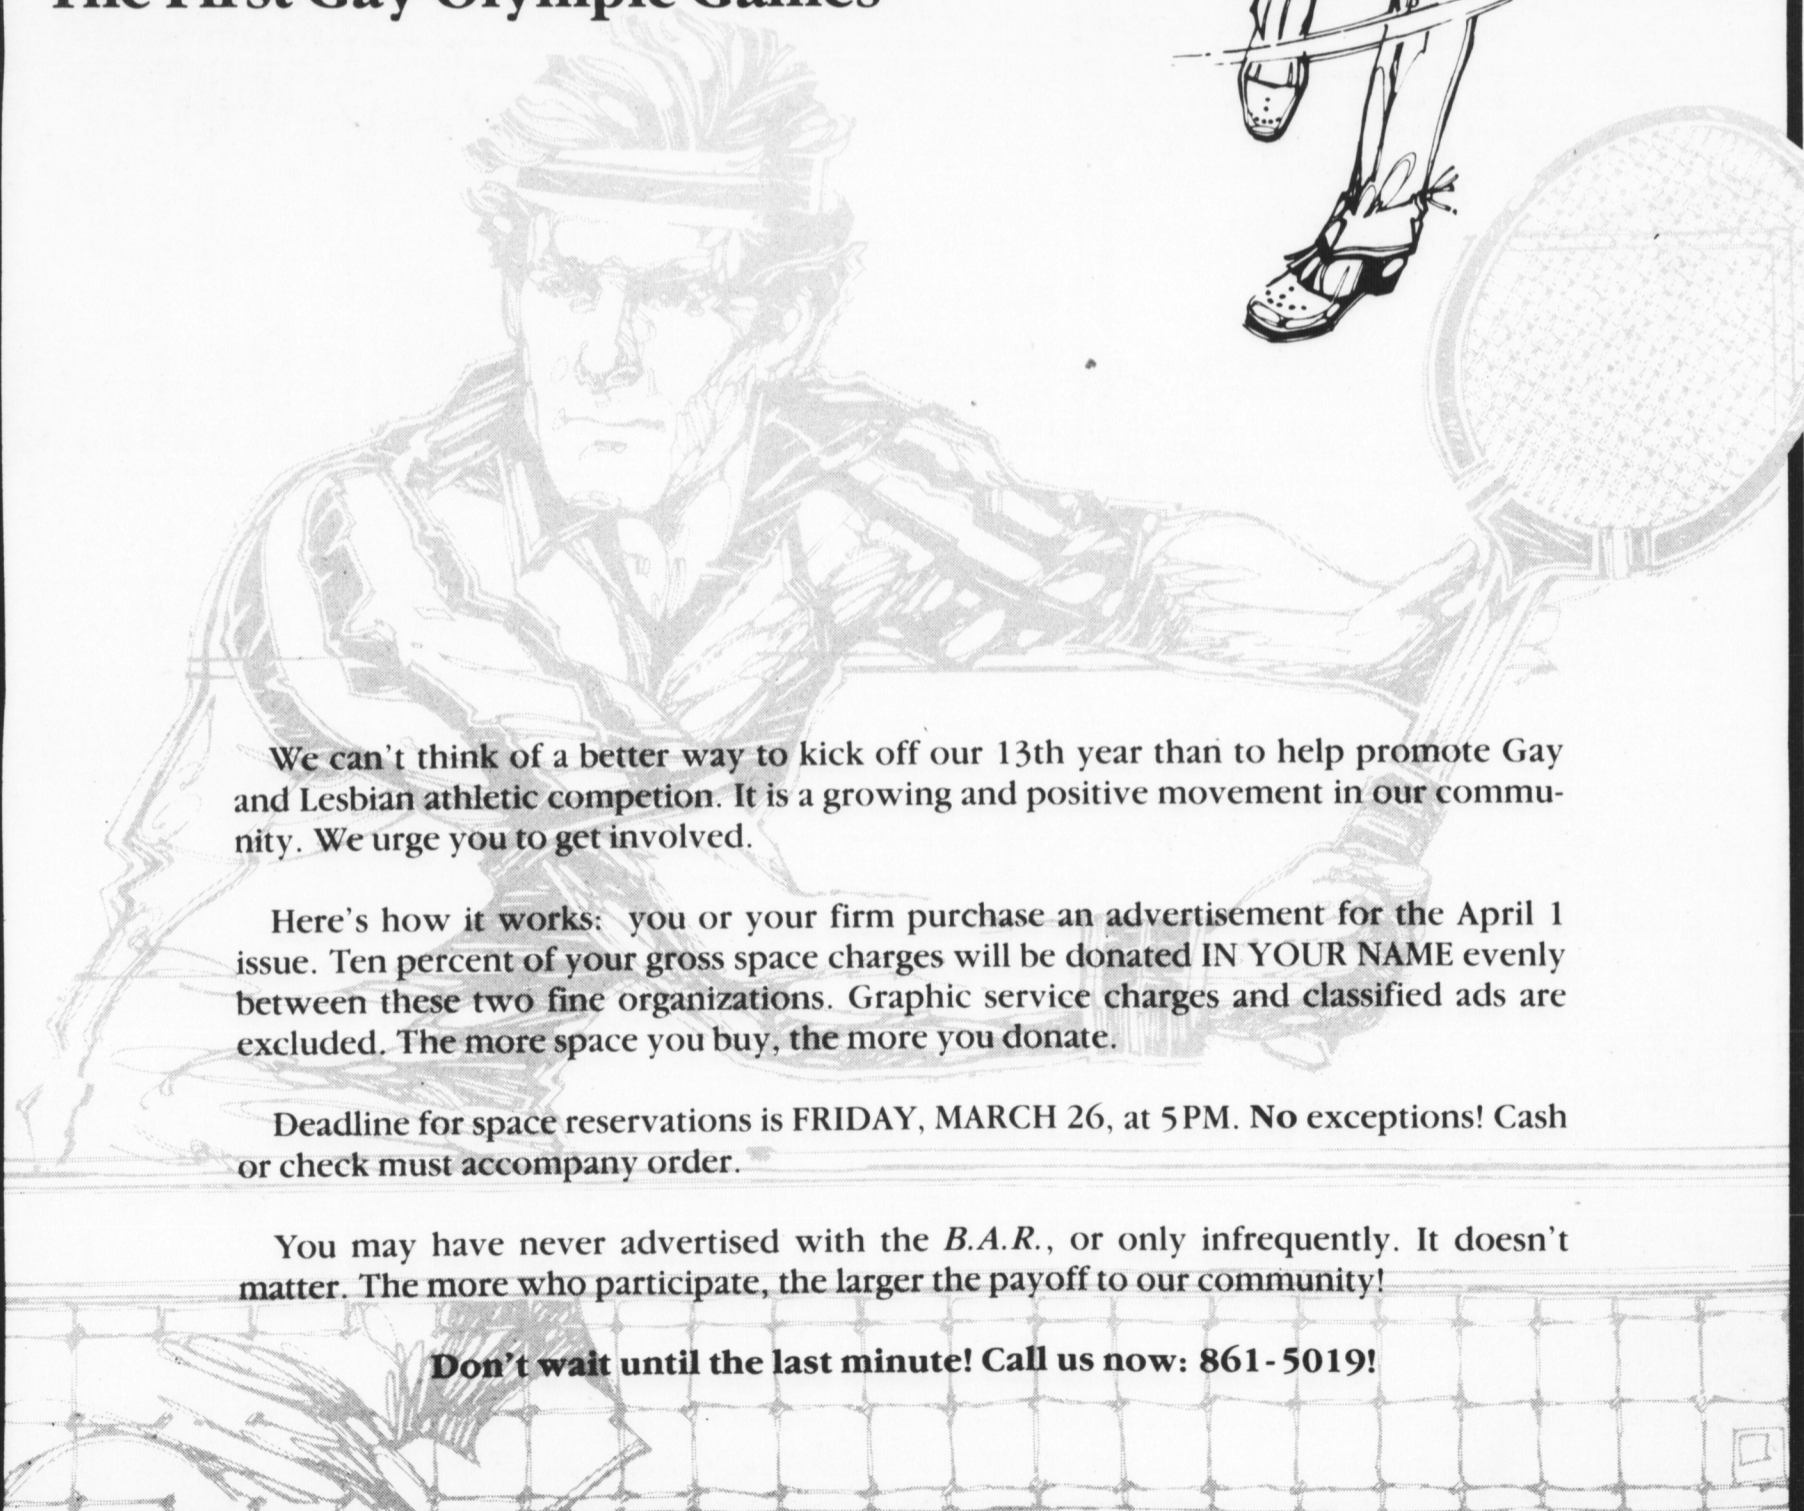 The First Gay Olympic Games
We can't think of a better way to kick off our 13th year than to help promote Gay
and Lesbian athletic competion. It is a growing and positive movement in our commu-
nity. We urge you to get involved.
Here's how it works: you or your firm purchase an advertisement for the April 1
issue. Ten percent of your gross space charges will be donated IN YOUR NAME evenly
between these two fine organizations. Graphic service charges and classified ads are
excluded. The more space you buy, the more you donate.
Deadline for space reservations is FRIDAY, MARCH 26, at 5PM. No exceptions! Cash
or check must accompany order.
You may have never advertised with the B.A.R., or only infrequently. It doesn't
matter. The more who participate, the larger the payoff to our community!
Don't wait until the last minute! Call us now: 861-5019!